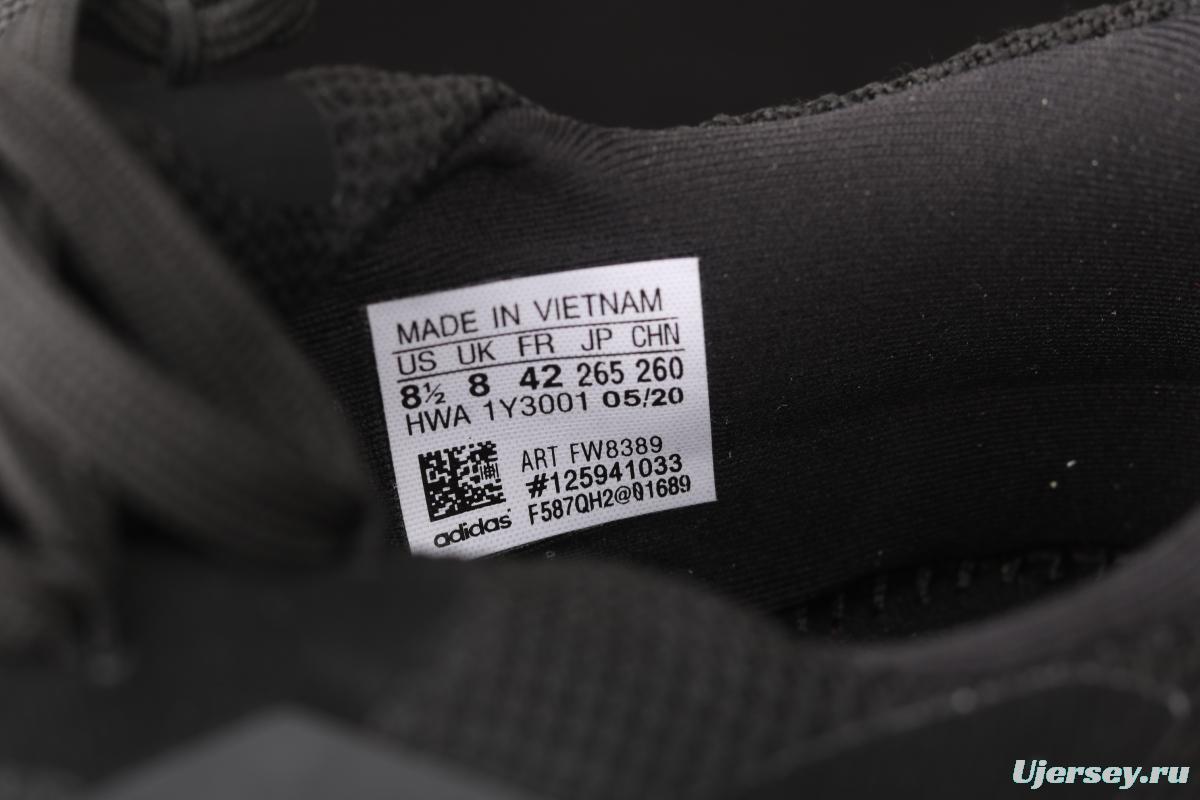 MADE IN VIETNAM
US UK FR JP CHN
8½ 8 42 265 260
HWA 1Y3001 05/20
ART FW8389
#125941033
F587QH2@01689
adidas
Ujersey.ru